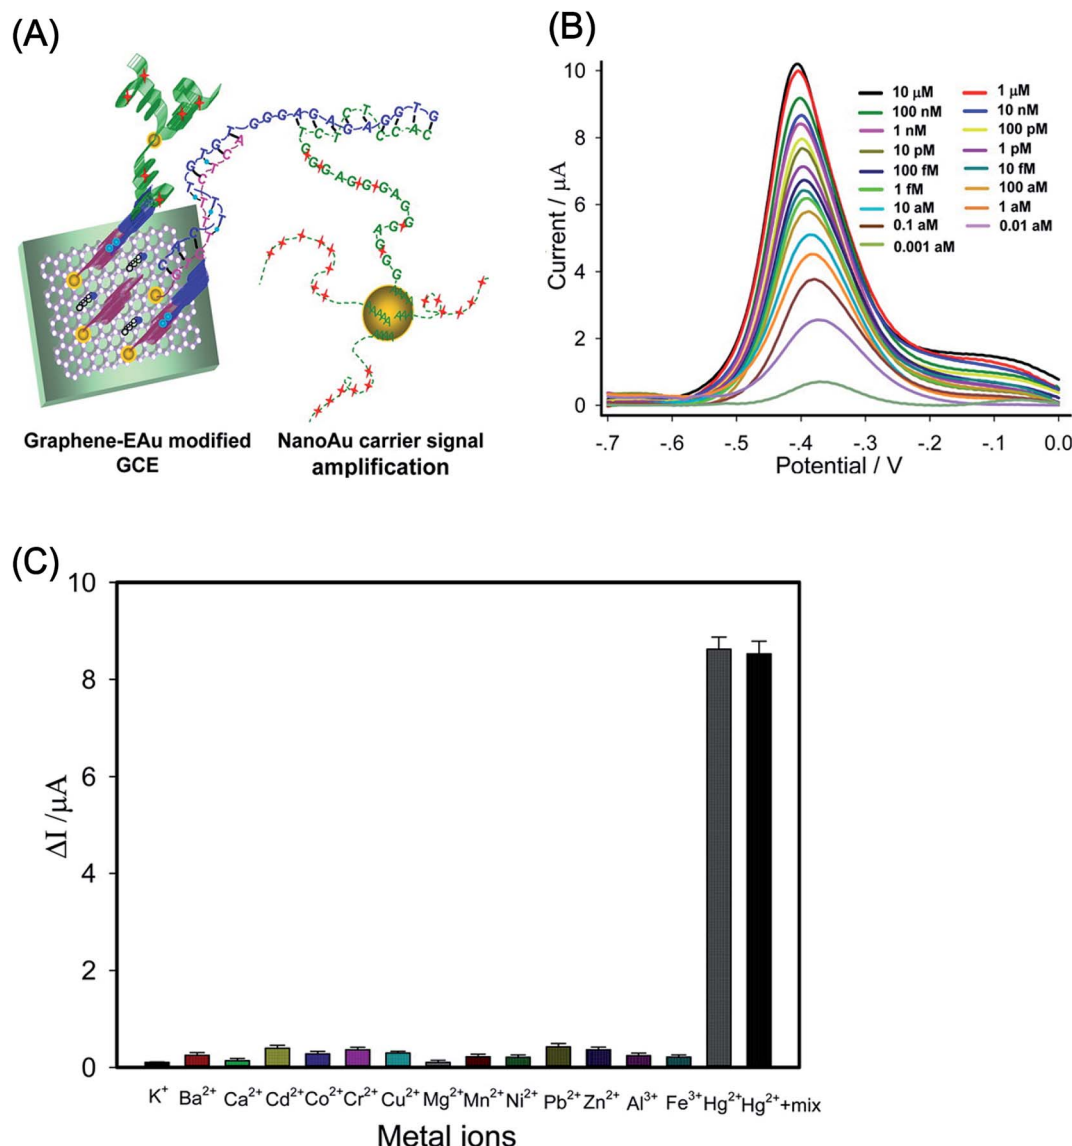 (A)
Graphene-EAu modified
GCE
NanoAu carrier signal
amplification
(B)
Current / µA
10
8
6
4
2
0
10 µM 1 µM
100 nM 10 nM
1 nM 100 pM
10 pM 1 pM
100 fM 10 fM
1 fM 100 aM
10 aM 1 aM
0.1 aM 0.01 aM
0.001 aM
-.7 -.6 -.5 -.4 -.3 -.2 -.1 0.0
Potential / V
(C)
ΔI /µA
10
8
6
4
2
0
K⁺ Ba²⁺ Ca²⁺ Cd²⁺ Co²⁺ Cr²⁺ Cu²⁺ Mg²⁺ Mn²⁺ Ni²⁺ Pb²⁺ Zn²⁺ Al³⁺ Fe³⁺ Hg²⁺ Hg²⁺+mix
Metal ions